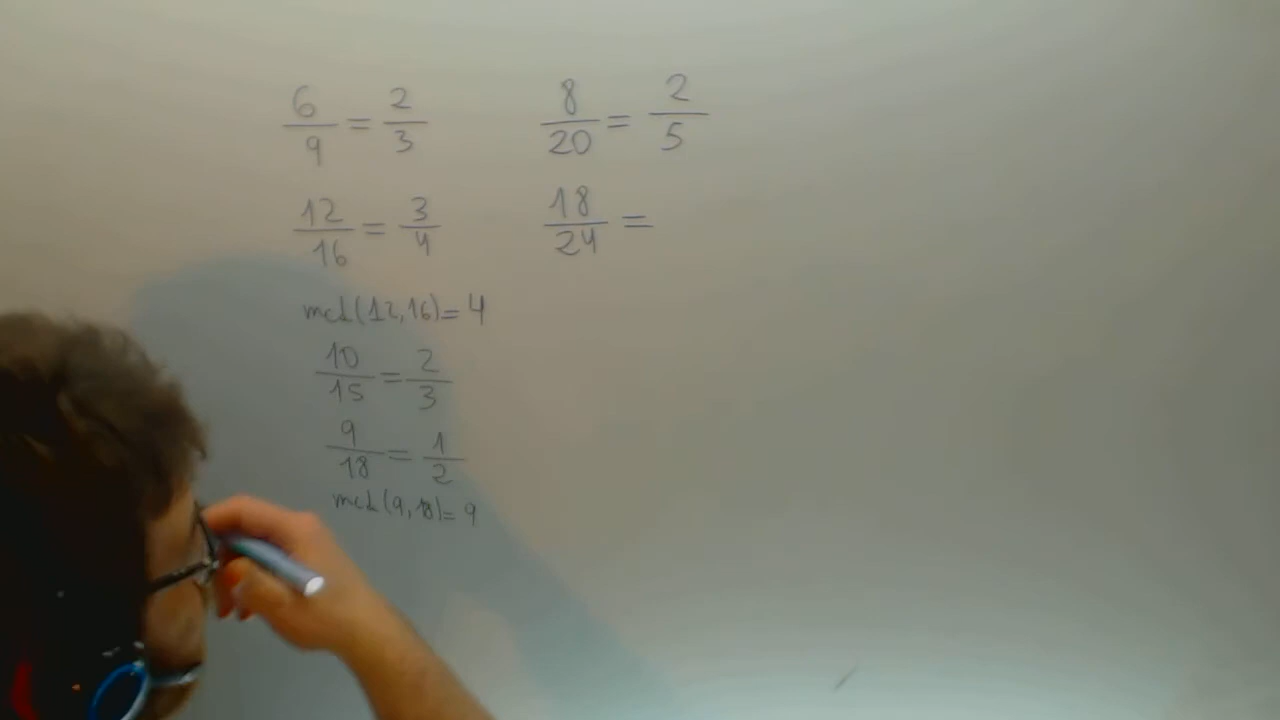 6/9 = 2/3
12/16 = 3/4
mcd(12,16)=4
10/15 = 2/3
9/18 = 1/2
mcd(9,18)=9
8/20 = 2/5
18/24 =